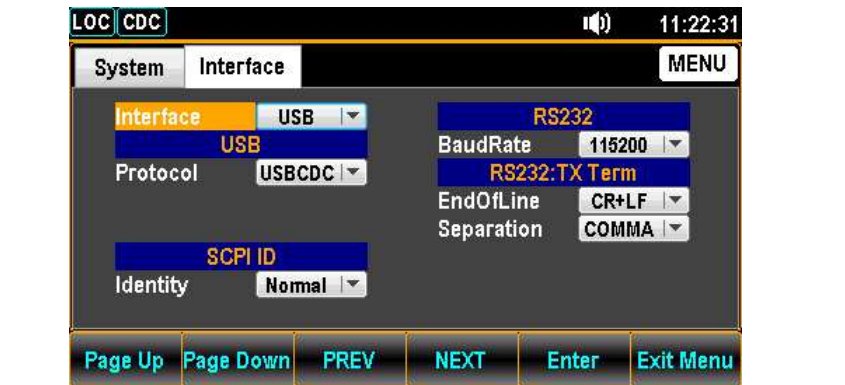 LOC CDC 11:22:31
System Interface MENU
Interface USB
USB
Protocol USBCDC
SCPI ID
Identity Normal
RS232
BaudRate 115200
RS232:TX Term
EndOfLine CR+LF
Separation COMMA
Page Up Page Down PREV NEXT Enter Exit Menu